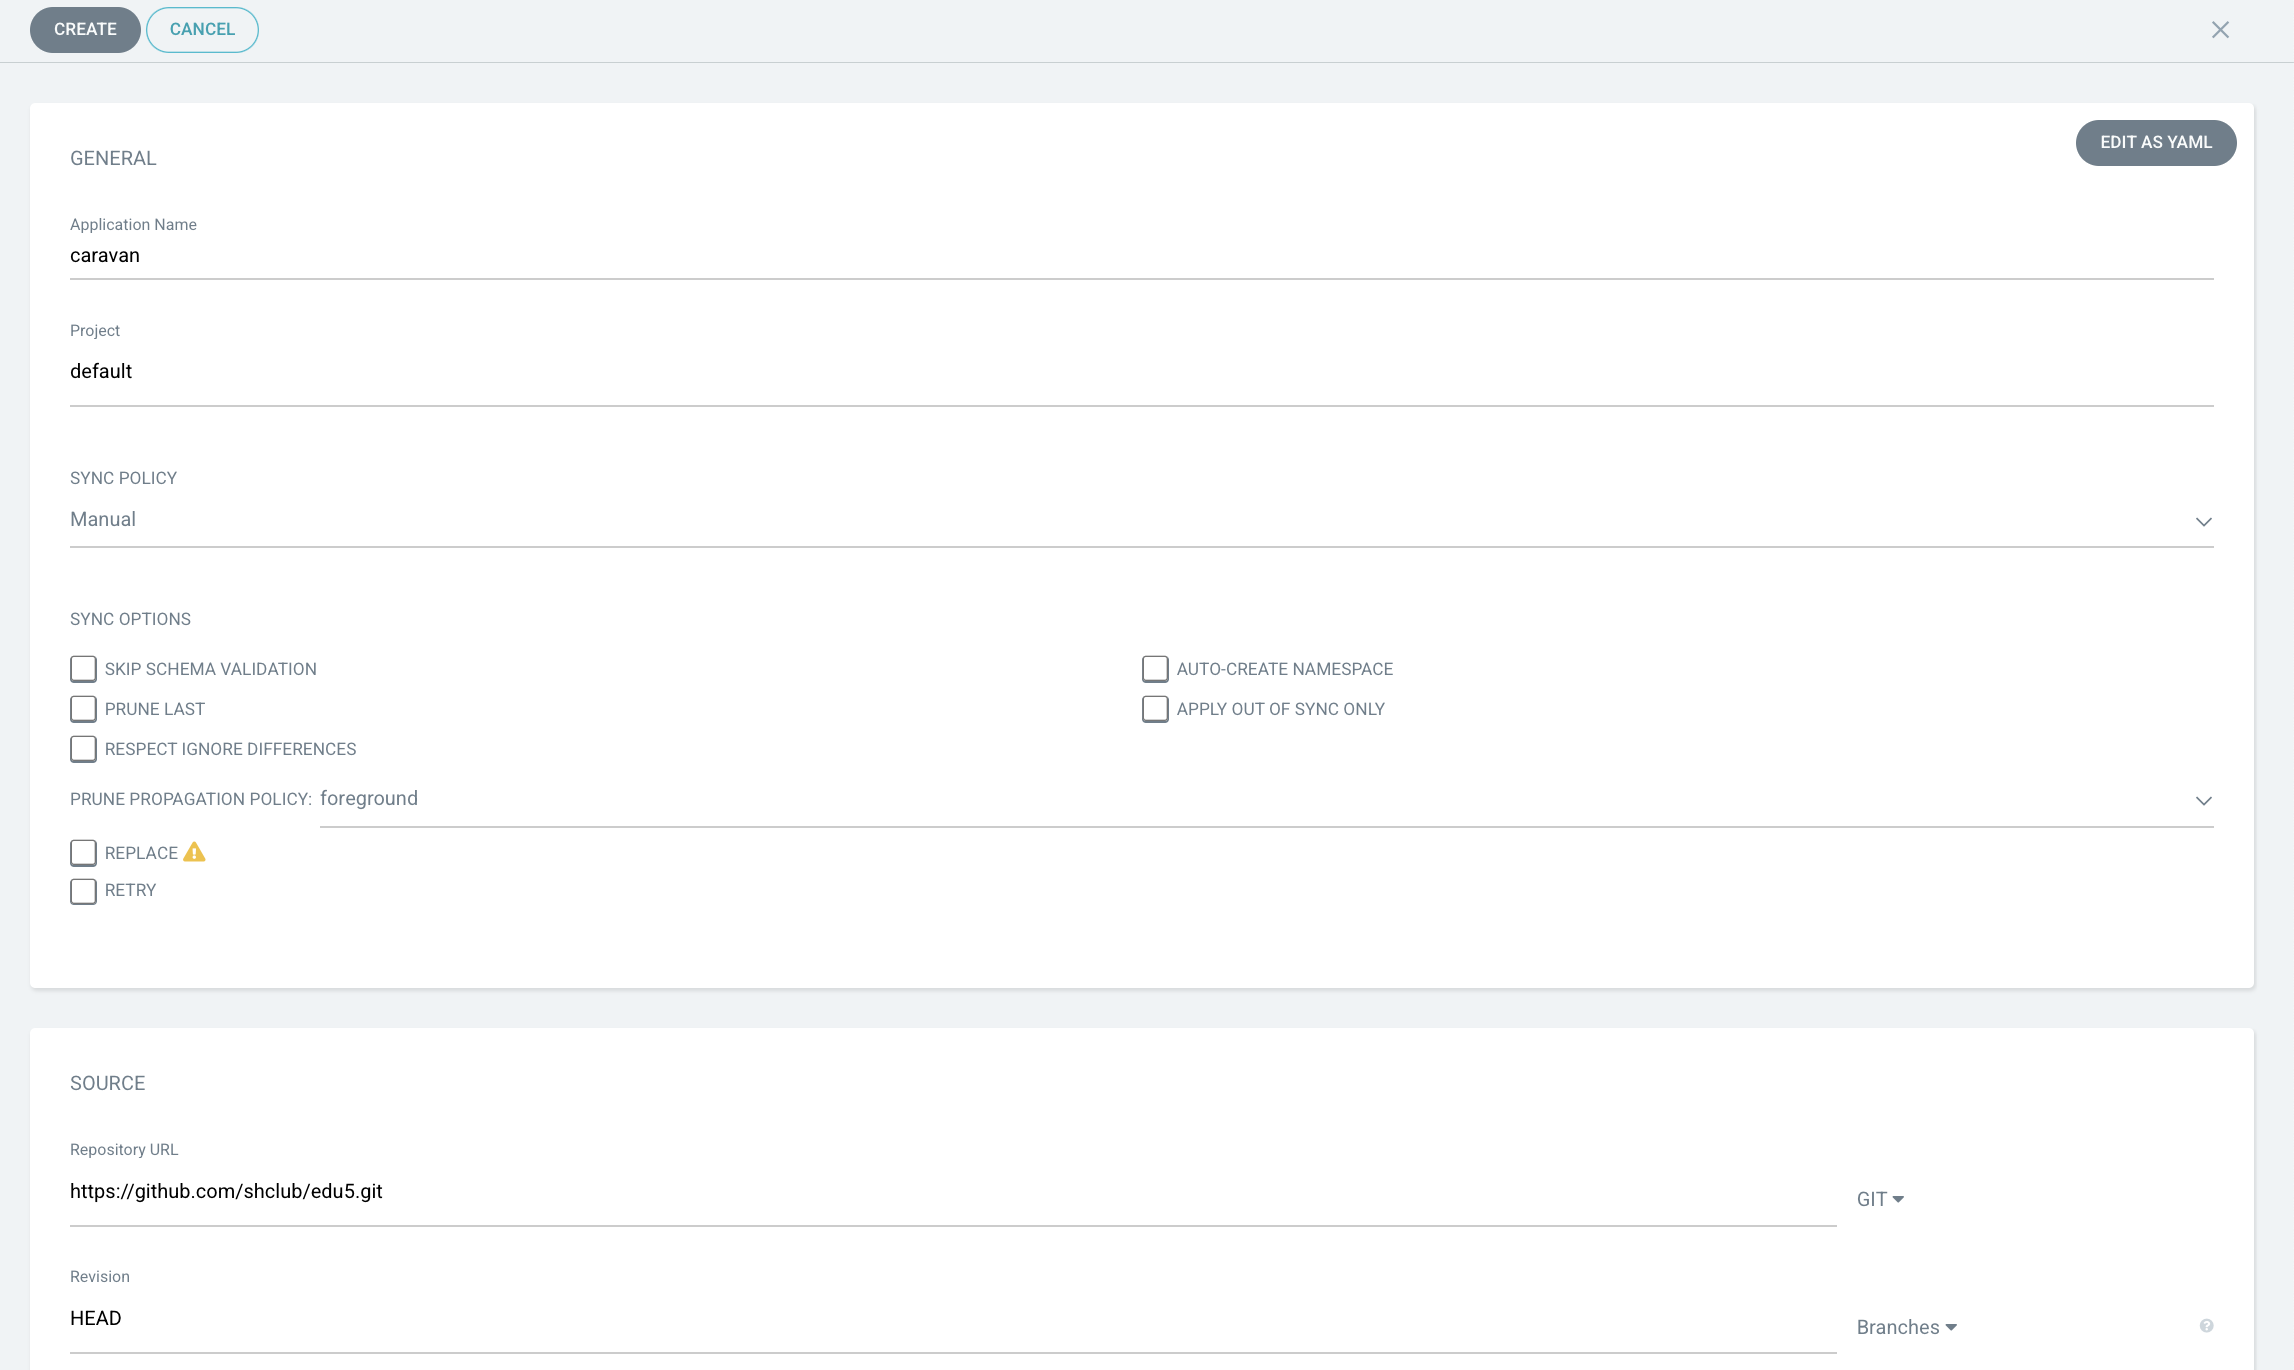 CREATE CANCEL
GENERAL
EDIT AS YAML
Application Name
caravan
Project
default
SYNC POLICY
Manual
SYNC OPTIONS
SKIP SCHEMA VALIDATION AUTO-CREATE NAMESPACE
PRUNE LAST APPLY OUT OF SYNC ONLY
RESPECT IGNORE DIFFERENCES
PRUNE PROPAGATION POLICY: foreground
REPLACE
RETRY
SOURCE
Repository URL
https://github.com/shclub/edu5.git GIT
Revision
HEAD Branches